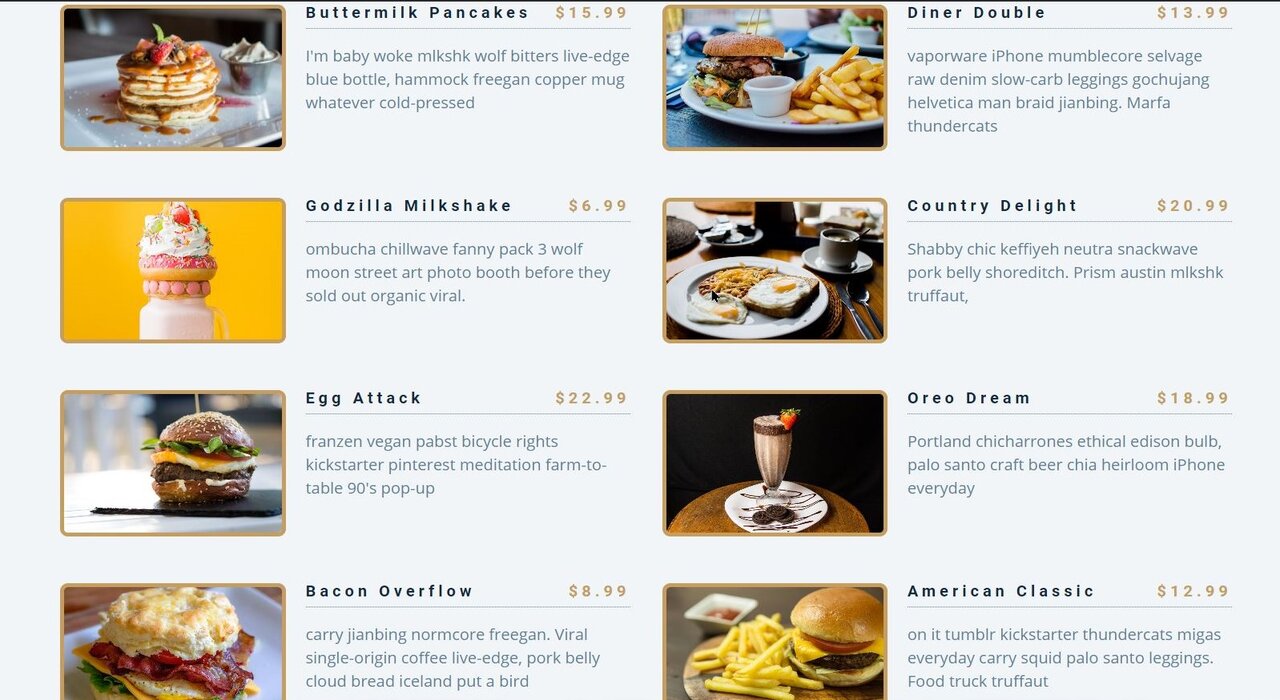 Buttermilk Pancakes $15.99
I'm baby woke mlkshk wolf bitters live-edge
blue bottle, hammock freegan copper mug
whatever cold-pressed
Diner Double $13.99
vaporware iPhone mumblecore selvage
raw denim slow-carb leggings gochujang
helvetica man braid jianbing. Marfa
thundercats
Godzilla Milkshake $6.99
ombucha chillwave fanny pack 3 wolf
moon street art photo booth before they
sold out organic viral.
Country Delight $20.99
Shabby chic keffiyeh neutra snackwave
pork belly shoreditch. Prism austin mlkshk
truffaut,
Egg Attack $22.99
franzen vegan pabst bicycle rights
kickstarter pinterest meditation farm-to-
table 90's pop-up
Oreo Dream $18.99
Portland chicharrones ethical edison bulb,
palo santo craft beer chia heirloom iPhone
everyday
Bacon Overflow $8.99
carry jianbing normcore freegan. Viral
single-origin coffee live-edge, pork belly
cloud bread iceland put a bird
American Classic $12.99
on it tumblr kickstarter thundercats migas
everyday carry squid palo santo leggings.
Food truck truffaut